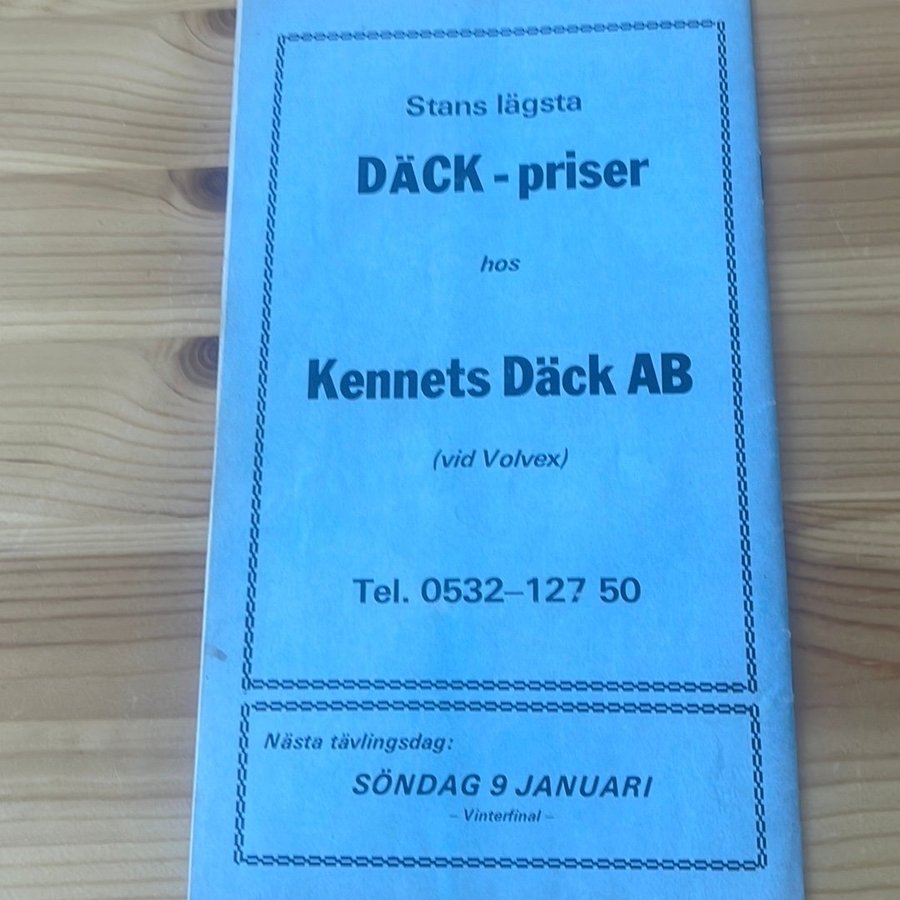 Stans lägsta
DÄCK - priser
hos
Kennets Däck AB
(vid Volvex)
Tel. 0532–127 50
Nästa tävlingsdag:
SÖNDAG 9 JANUARI
– Vinterfinal –